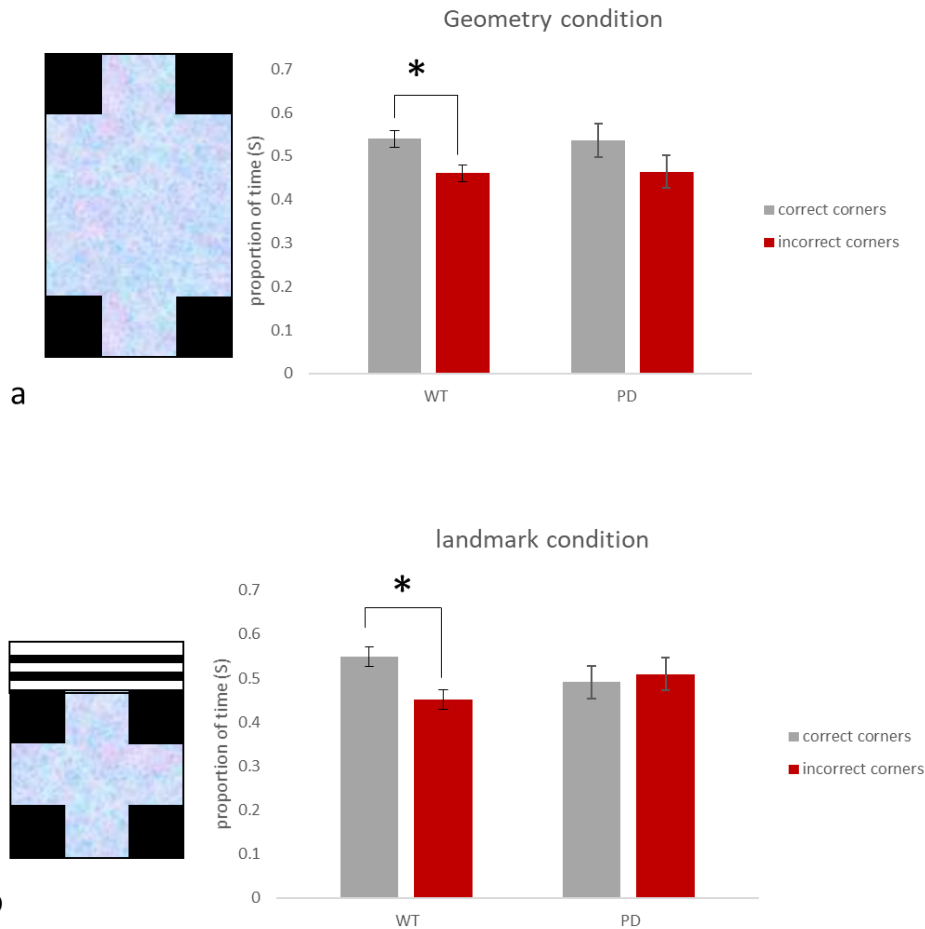 Geometry condition
proportion of time (S)
0.7
0.6
0.5
0.4
0.3
0.2
0.1
0
*
WT
PD
correct corners
incorrect corners
a
landmark condition
proportion of time (S)
0.7
0.6
0.5
0.4
0.3
0.2
0.1
0
*
WT
PD
correct corners
incorrect corners